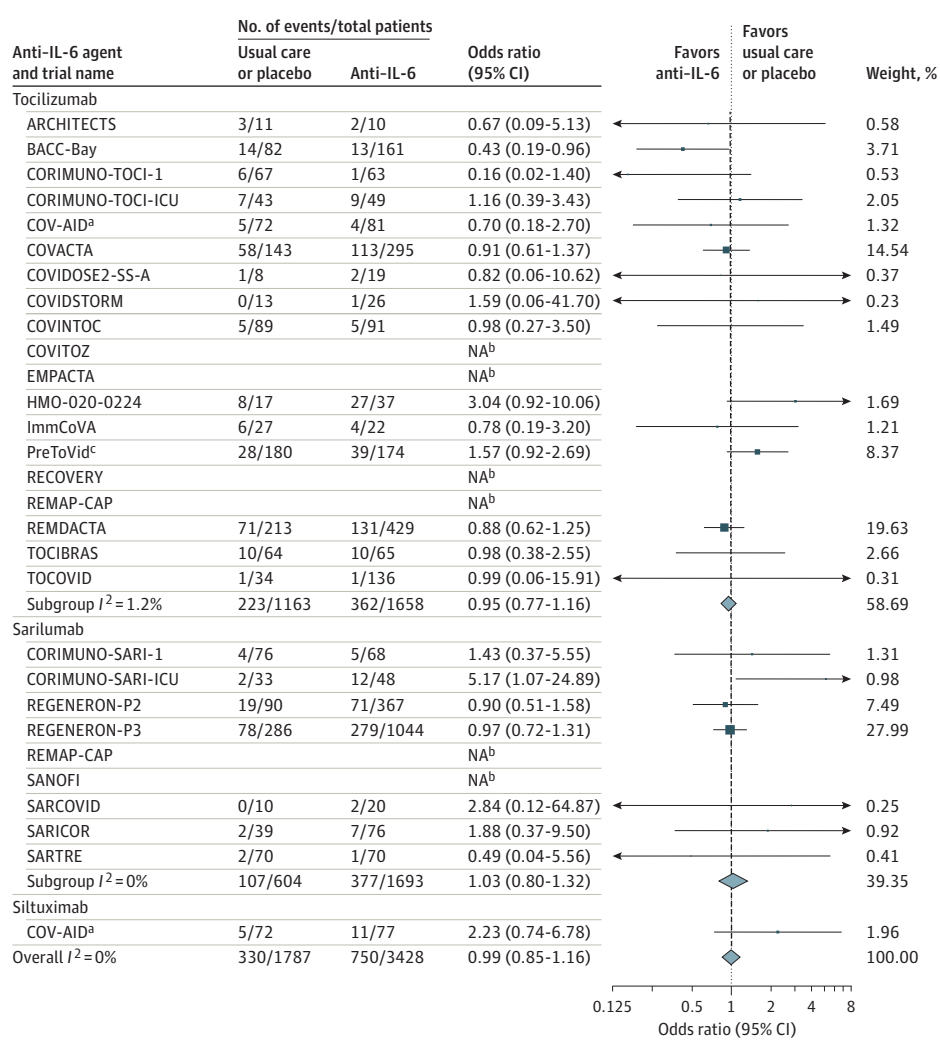 No. of events/total patients
Favors
Anti-IL-6 agent Usual care Odds ratio Favors usual care
and trial name or placebo Anti-IL-6 (95% CI) anti-IL-6 or placebo Weight, %
Tocilizumab
ARCHITECTS 3/11 2/10 0.67 (0.09-5.13) 0.58
BACC-Bay 14/82 13/161 0.43 (0.19-0.96) 3.71
CORIMUNO-TOCI-1 6/67 1/63 0.16 (0.02-1.40) 0.53
CORIMUNO-TOCI-ICU 7/43 9/49 1.16 (0.39-3.43) 2.05
COV-AIDᵃ 5/72 4/81 0.70 (0.18-2.70) 1.32
COVACTA 58/143 113/295 0.91 (0.61-1.37) 14.54
COVIDOSE2-SS-A 1/8 2/19 0.82 (0.06-10.62) 0.37
COVIDSTORM 0/13 1/26 1.59 (0.06-41.70) 0.23
COVINTOC 5/89 5/91 0.98 (0.27-3.50) 1.49
COVITOZ NAᵇ
EMPACTA NAᵇ
HMO-020-0224 8/17 27/37 3.04 (0.92-10.06) 1.69
ImmCoVA 6/27 4/22 0.78 (0.19-3.20) 1.21
PreToVidᶜ 28/180 39/174 1.57 (0.92-2.69) 8.37
RECOVERY NAᵇ
REMAP-CAP NAᵇ
REMDACTA 71/213 131/429 0.88 (0.62-1.25) 19.63
TOCIBRAS 10/64 10/65 0.98 (0.38-2.55) 2.66
TOCOVID 1/34 1/136 0.99 (0.06-15.91) 0.31
Subgroup I² = 1.2% 223/1163 362/1658 0.95 (0.77-1.16) 58.69
Sarilumab
CORIMUNO-SARI-1 4/76 5/68 1.43 (0.37-5.55) 1.31
CORIMUNO-SARI-ICU 2/33 12/48 5.17 (1.07-24.89) 0.98
REGENERON-P2 19/90 71/367 0.90 (0.51-1.58) 7.49
REGENERON-P3 78/286 279/1044 0.97 (0.72-1.31) 27.99
REMAP-CAP NAᵇ
SANOFI NAᵇ
SARCOVID 0/10 2/20 2.84 (0.12-64.87) 0.25
SARICOR 2/39 7/76 1.88 (0.37-9.50) 0.92
SARTRE 2/70 1/70 0.49 (0.04-5.56) 0.41
Subgroup I² = 0% 107/604 377/1693 1.03 (0.80-1.32) 39.35
Siltuximab
COV-AIDᵃ 5/72 11/77 2.23 (0.74-6.78) 1.96
Overall I² = 0% 330/1787 750/3428 0.99 (0.85-1.16) 100.00
0.125 0.5 1 2 4 8
Odds ratio (95% CI)